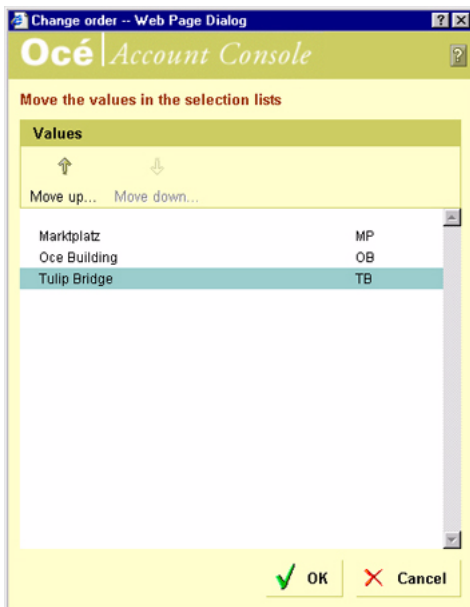 Change order -- Web Page Dialog ? X
Océ Account Console ?
Move the values in the selection lists
Values
Move up... Move down...
Marktplatz MP
Oce Building OB
Tulip Bridge TB
OK Cancel